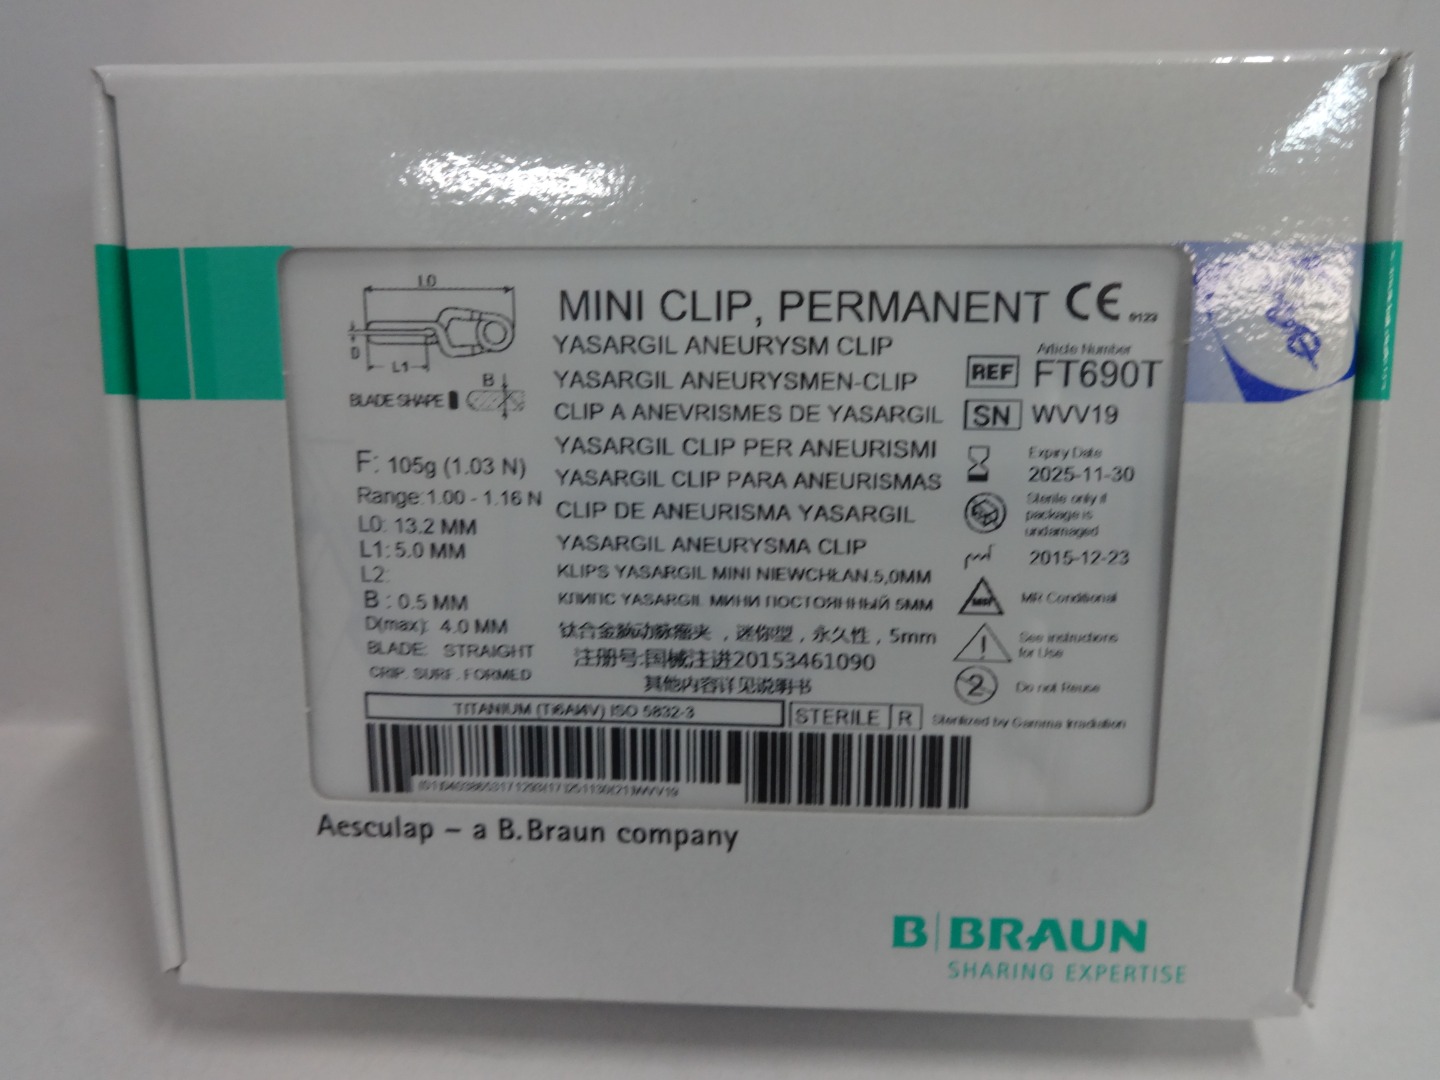 L0
D
L1
B
BLADE SHAPE
F: 105g (1.03 N)
Range: 1.00 - 1.16 N
L0: 13.2 MM
L1: 5.0 MM
L2:
B : 0.5 MM
D(max): 4.0 MM
BLADE: STRAIGHT
GRIP. SURF. FORMED
MINI CLIP, PERMANENT
YASARGIL ANEURYSM CLIP
YASARGIL ANEURYSMEN-CLIP
CLIP A ANEVRISMES DE YASARGIL
YASARGIL CLIP PER ANEURISMI
YASARGIL CLIP PARA ANEURISMAS
CLIP DE ANEURISMA YASARGIL
YASARGIL ANEURYSMA CLIP
KLIPS YASARGIL MINI NIEWCHŁAN.5,0MM
КЛИПС YASARGIL МИНИ ПОСТОЯННЫЙ 5MM
钛合金脑动脉瘤夹，迷你型，永久性，5mm
注册号:国械注进20153461090
其他内容详见说明书
CE 0123
Article Number
REF FT690T
SN WVV19
Expiry Date
2025-11-30
Sterile only if
package is
undamaged
2015-12-23
MR
MR Conditional
See instructions
for Use
2
Do not Reuse
TITANIUM (Ti6Al4V) ISO 5832-3
STERILE R
Sterilized by Gamma Irradiation
Aesculap – a B.Braun company
B|BRAUN
SHARING EXPERTISE